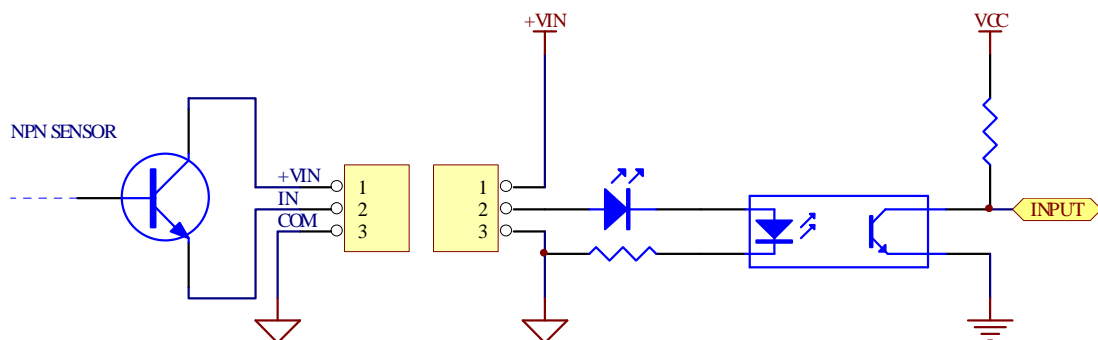 +VIN
VCC
NPN SENSOR
+VIN
IN
COM
1
2
3
1
2
3
INPUT